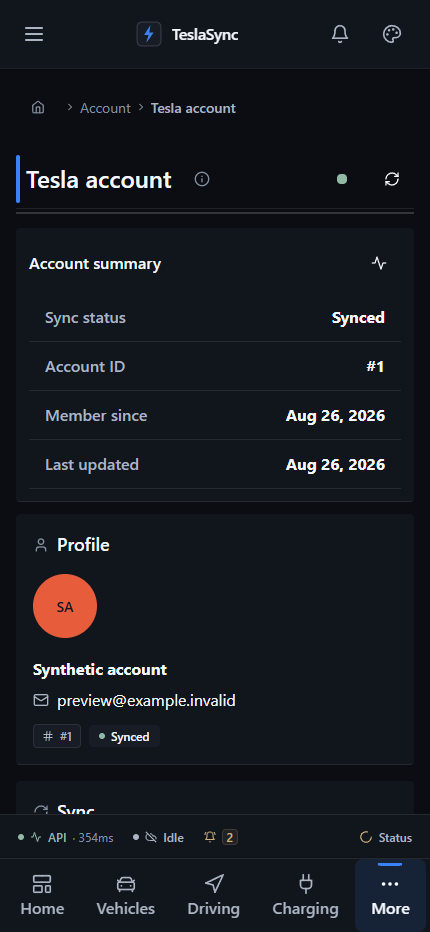 TeslaSync
Account Tesla account
Tesla account
Account summary
Sync status Synced
Account ID #1
Member since Aug 26, 2026
Last updated Aug 26, 2026
Profile
SA
Synthetic account
preview@example.invalid
# #1 Synced
Sync
API · 354ms Idle 2 Status
Home Vehicles Driving Charging More